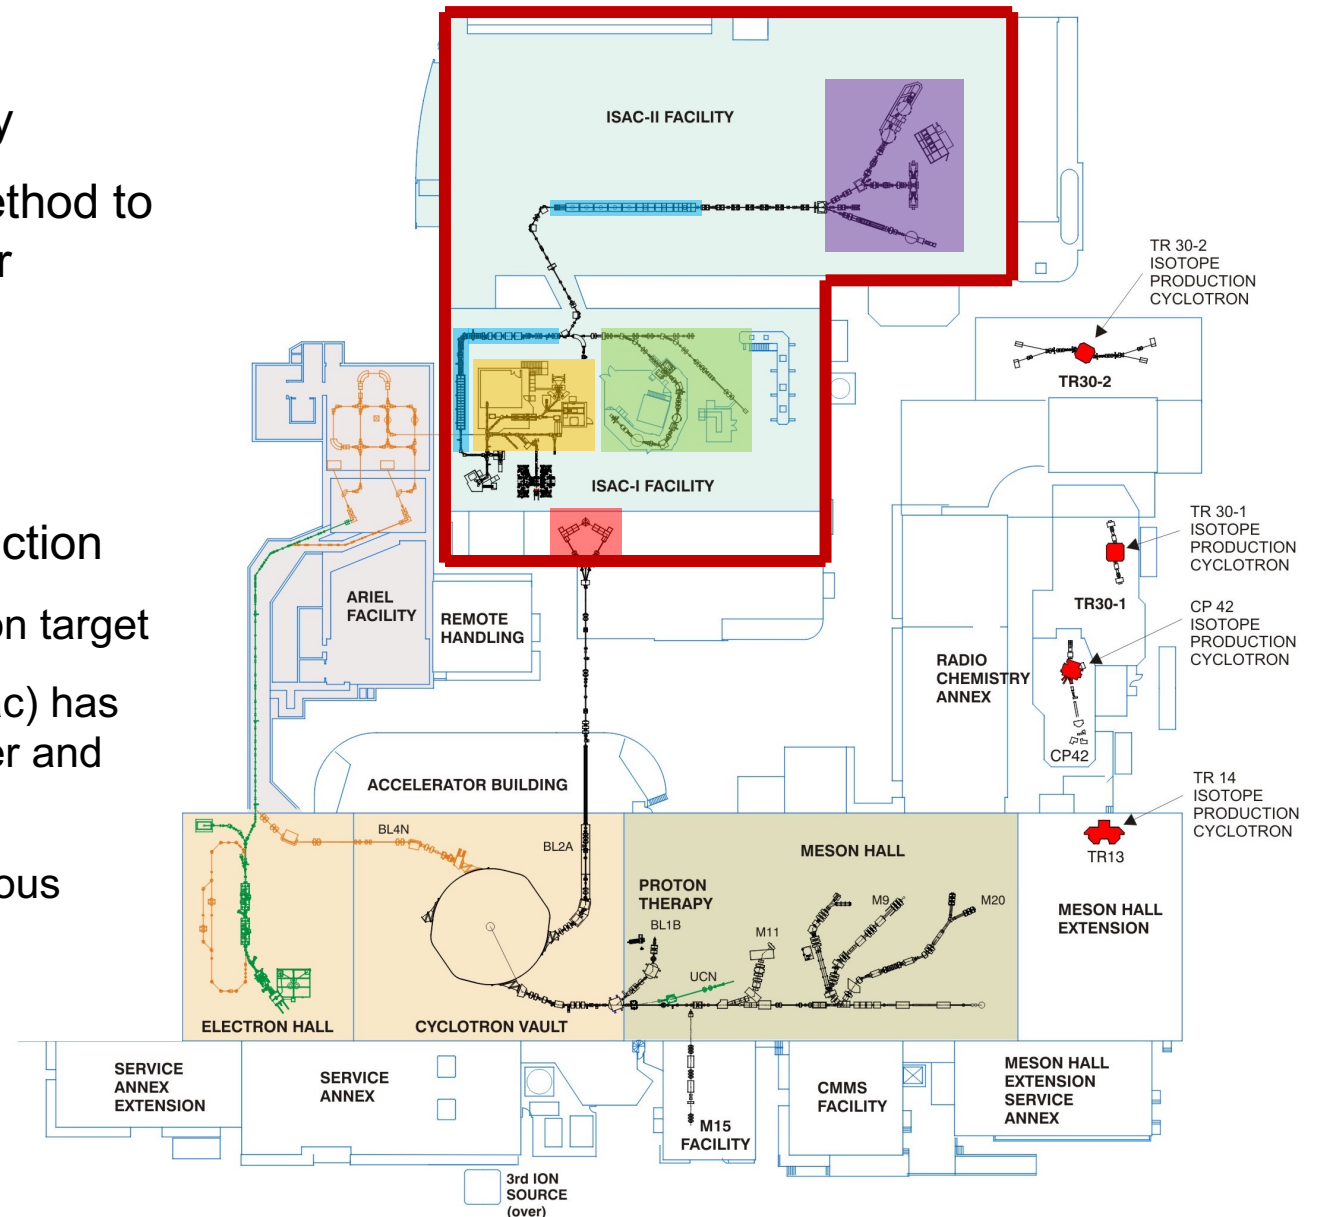 y
ethod to
r
ction
on target
ac) has
er and
ous
ISAC-II FACILITY
ISAC-I FACILITY
TR 30-2
ISOTOPE
PRODUCTION
CYCLOTRON
TR30-2
TR 30-1
ISOTOPE
PRODUCTION
CYCLOTRON
TR30-1
CP 42
ISOTOPE
PRODUCTION
CYCLOTRON
CP42
TR 14
ISOTOPE
PRODUCTION
CYCLOTRON
TR13
ARIEL
FACILITY
REMOTE
HANDLING
RADIO
CHEMISTRY
ANNEX
ACCELERATOR BUILDING
BL4N
BL2A
MESON HALL
PROTON
THERAPY
BL1B
M11
M9
M20
UCN
MESON HALL
EXTENSION
ELECTRON HALL
CYCLOTRON VAULT
SERVICE
ANNEX
EXTENSION
SERVICE
ANNEX
M15
FACILITY
CMMS
FACILITY
MESON HALL
EXTENSION
SERVICE
ANNEX
3rd ION
SOURCE
(over)